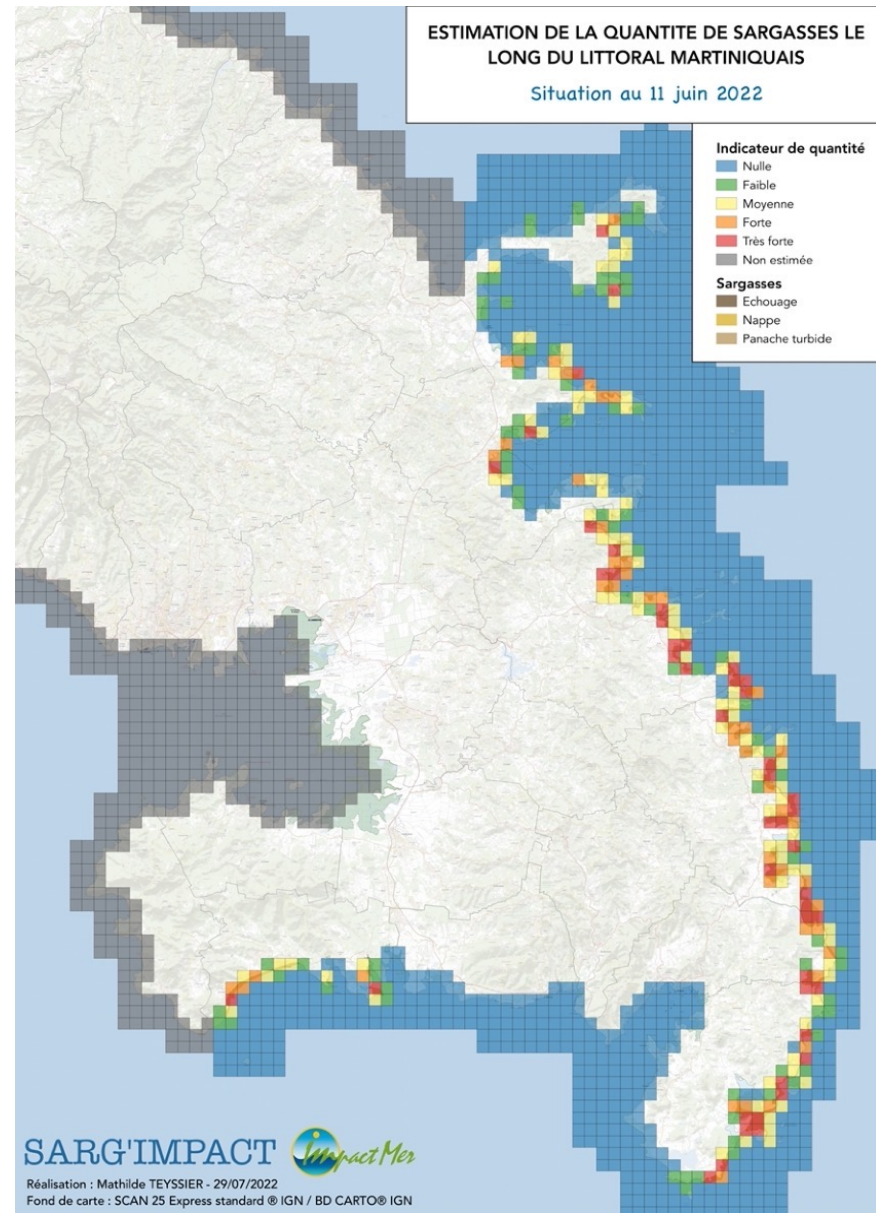 ESTIMATION DE LA QUANTITE DE SARGASSES LE
LONG DU LITTORAL MARTINIQUAIS
Situation au 11 juin 2022
Indicateur de quantité
Nulle
Faible
Moyenne
Forte
Très forte
Non estimée
Sargasses
Echouage
Nappe
Panache turbide
SARG'IMPACT
ImpactMer
Réalisation : Mathilde TEYSSIER - 29/07/2022
Fond de carte : SCAN 25 Express standard ® IGN / BD CARTO® IGN